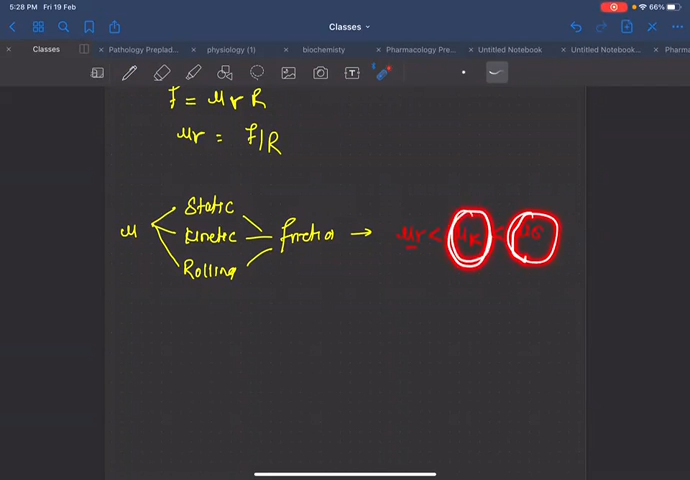 5:28 PM Fri 19 Feb
66%
Classes
Classes Pathology Preplad... physiology (1) biochemisty Pharmacology Pre... Untitled Notebook Untitled Notebook... Pharma
f = μr R
μr = f/R
μ Static Kinetic Rolling friction → μr < μk < μs